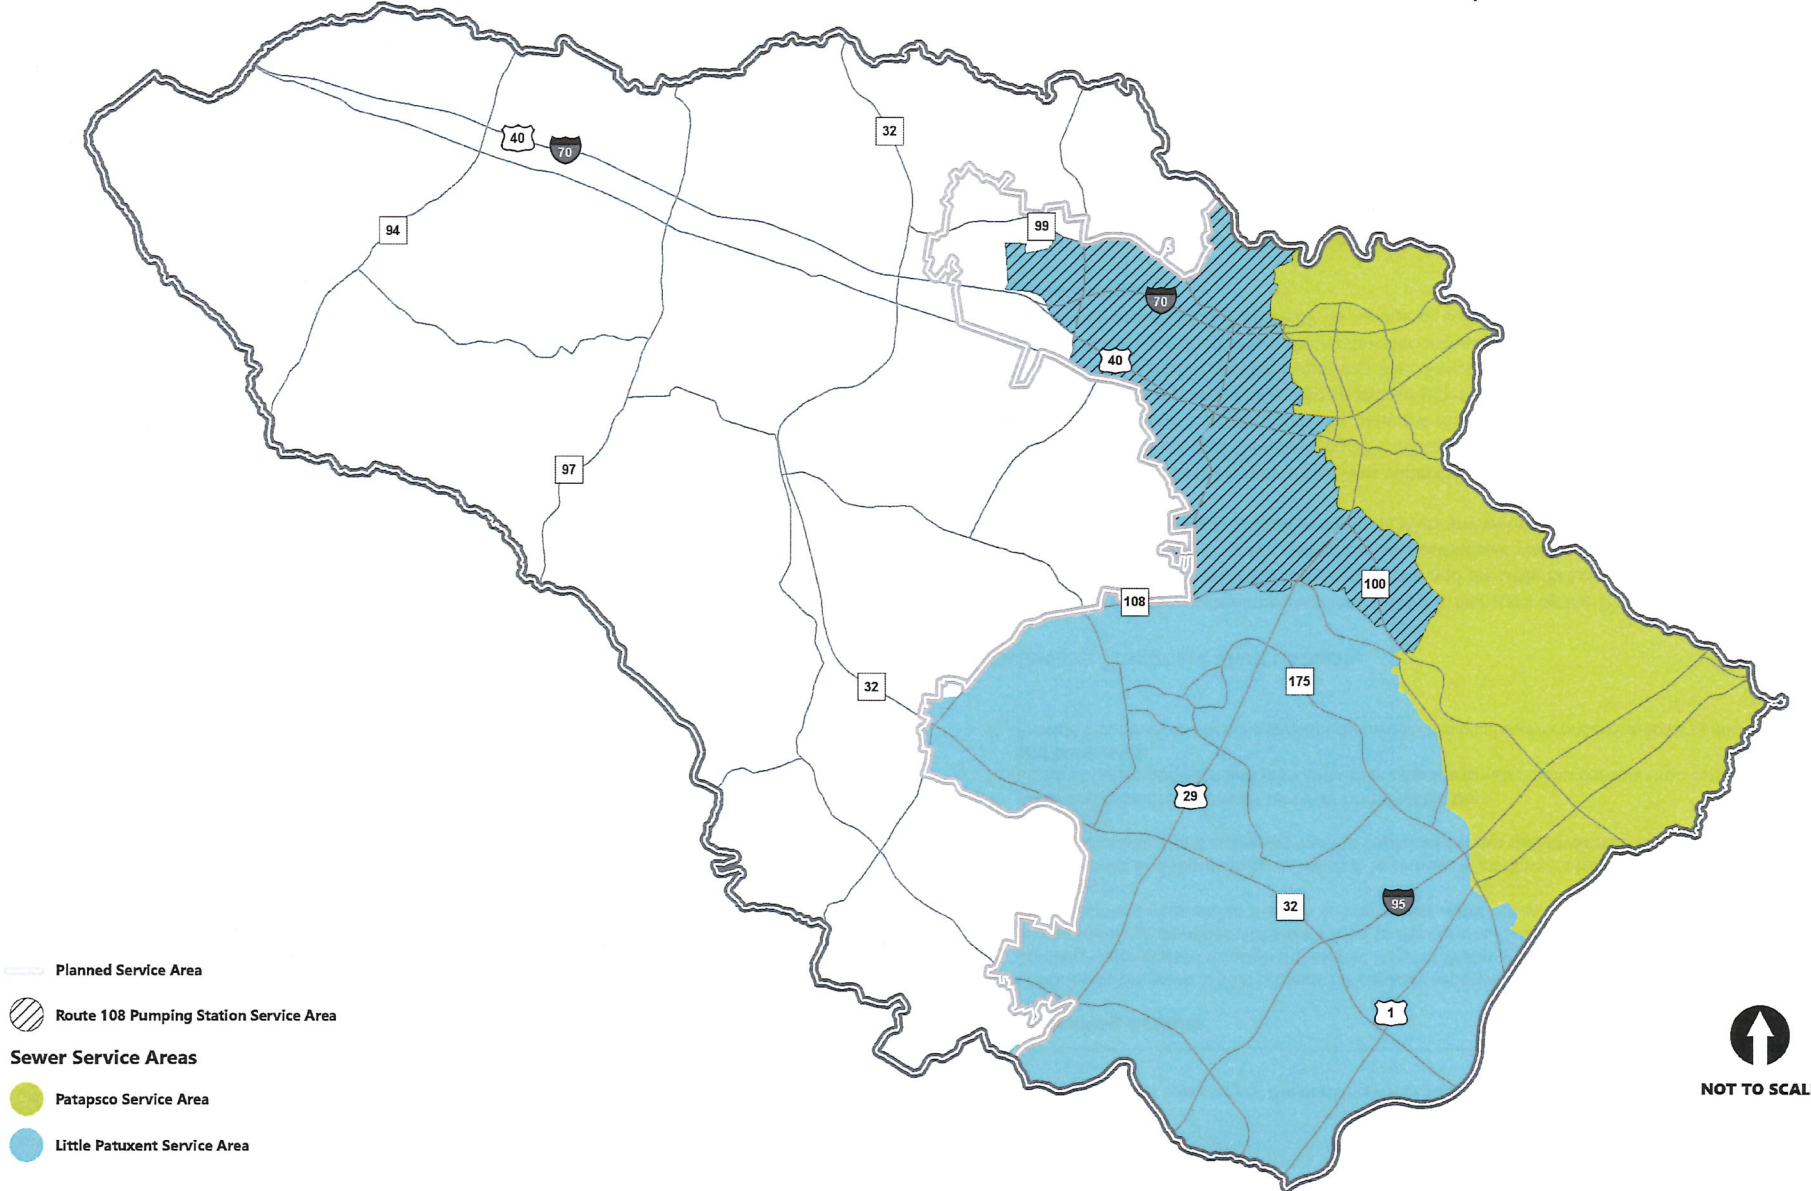 40
70
32
94
99
70
40
97
100
108
175
32
29
32
95
1
Planned Service Area
Route 108 Pumping Station Service Area
Sewer Service Areas
Patapsco Service Area
Little Patuxent Service Area
NOT TO SCAL